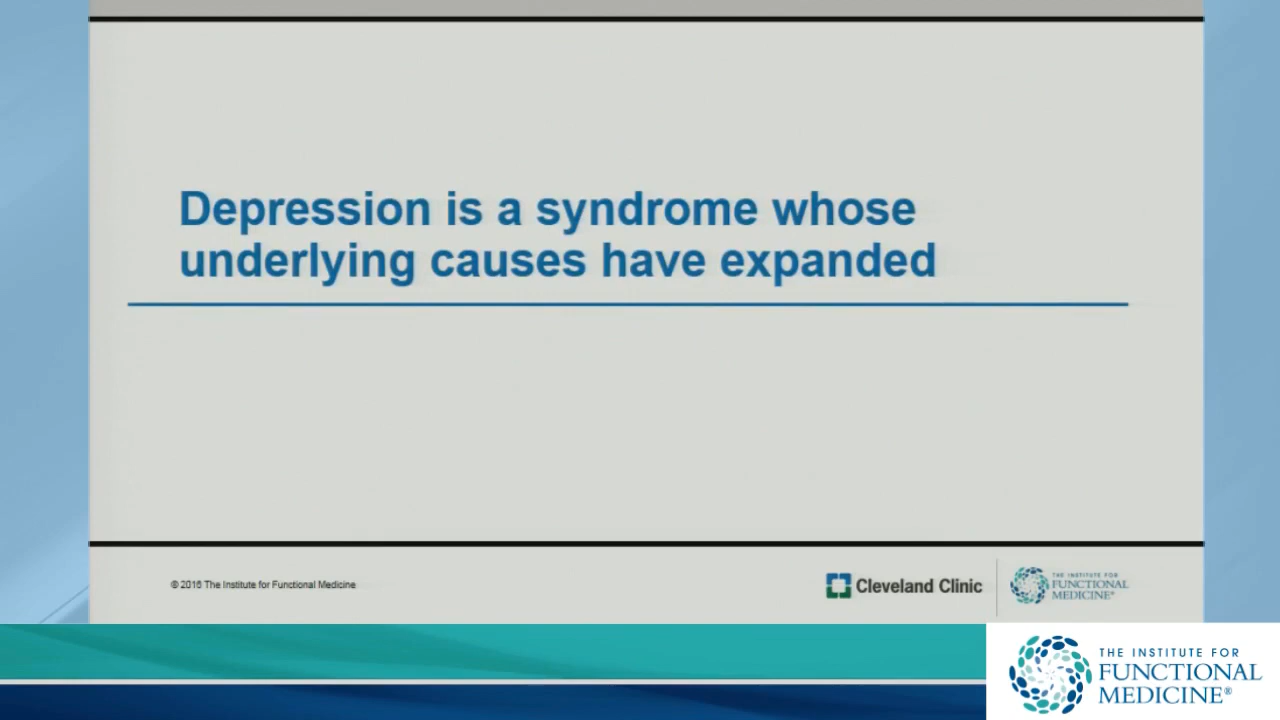 Depression is a syndrome whose
underlying causes have expanded
© 2016 The Institute for Functional Medicine
Cleveland Clinic
THE INSTITUTE FOR
FUNCTIONAL
MEDICINE®
THE INSTITUTE FOR
FUNCTIONAL
MEDICINE®